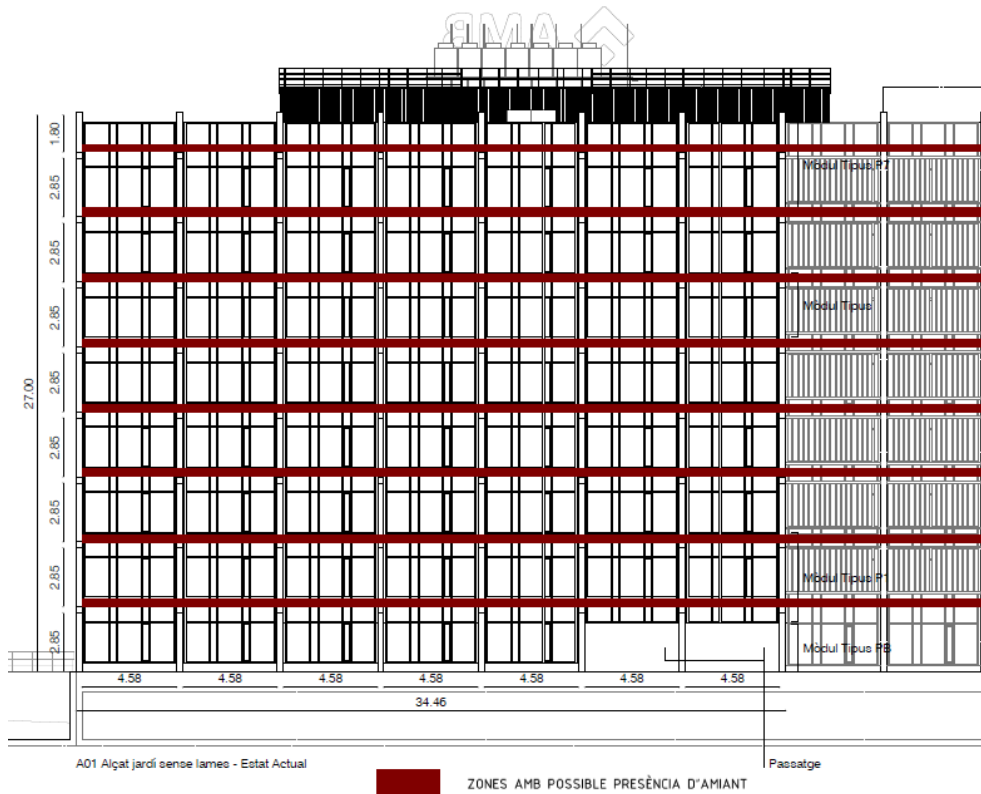 AMR
1.80
Mòdul Tipus P7
2.85
2.85
2.85
Mòdul Tipus
27.00
2.85
2.85
2.85
2.85
Mòdul Tipus P1
2.85
Mòdul Tipus PB
4.58 4.58 4.58 4.58 4.58 4.58 4.58
34.46
A01 Alçat jardi sense lames - Estat Actual
Passatge
ZONES AMB POSSIBLE PRESÈNCIA D'AMIANT